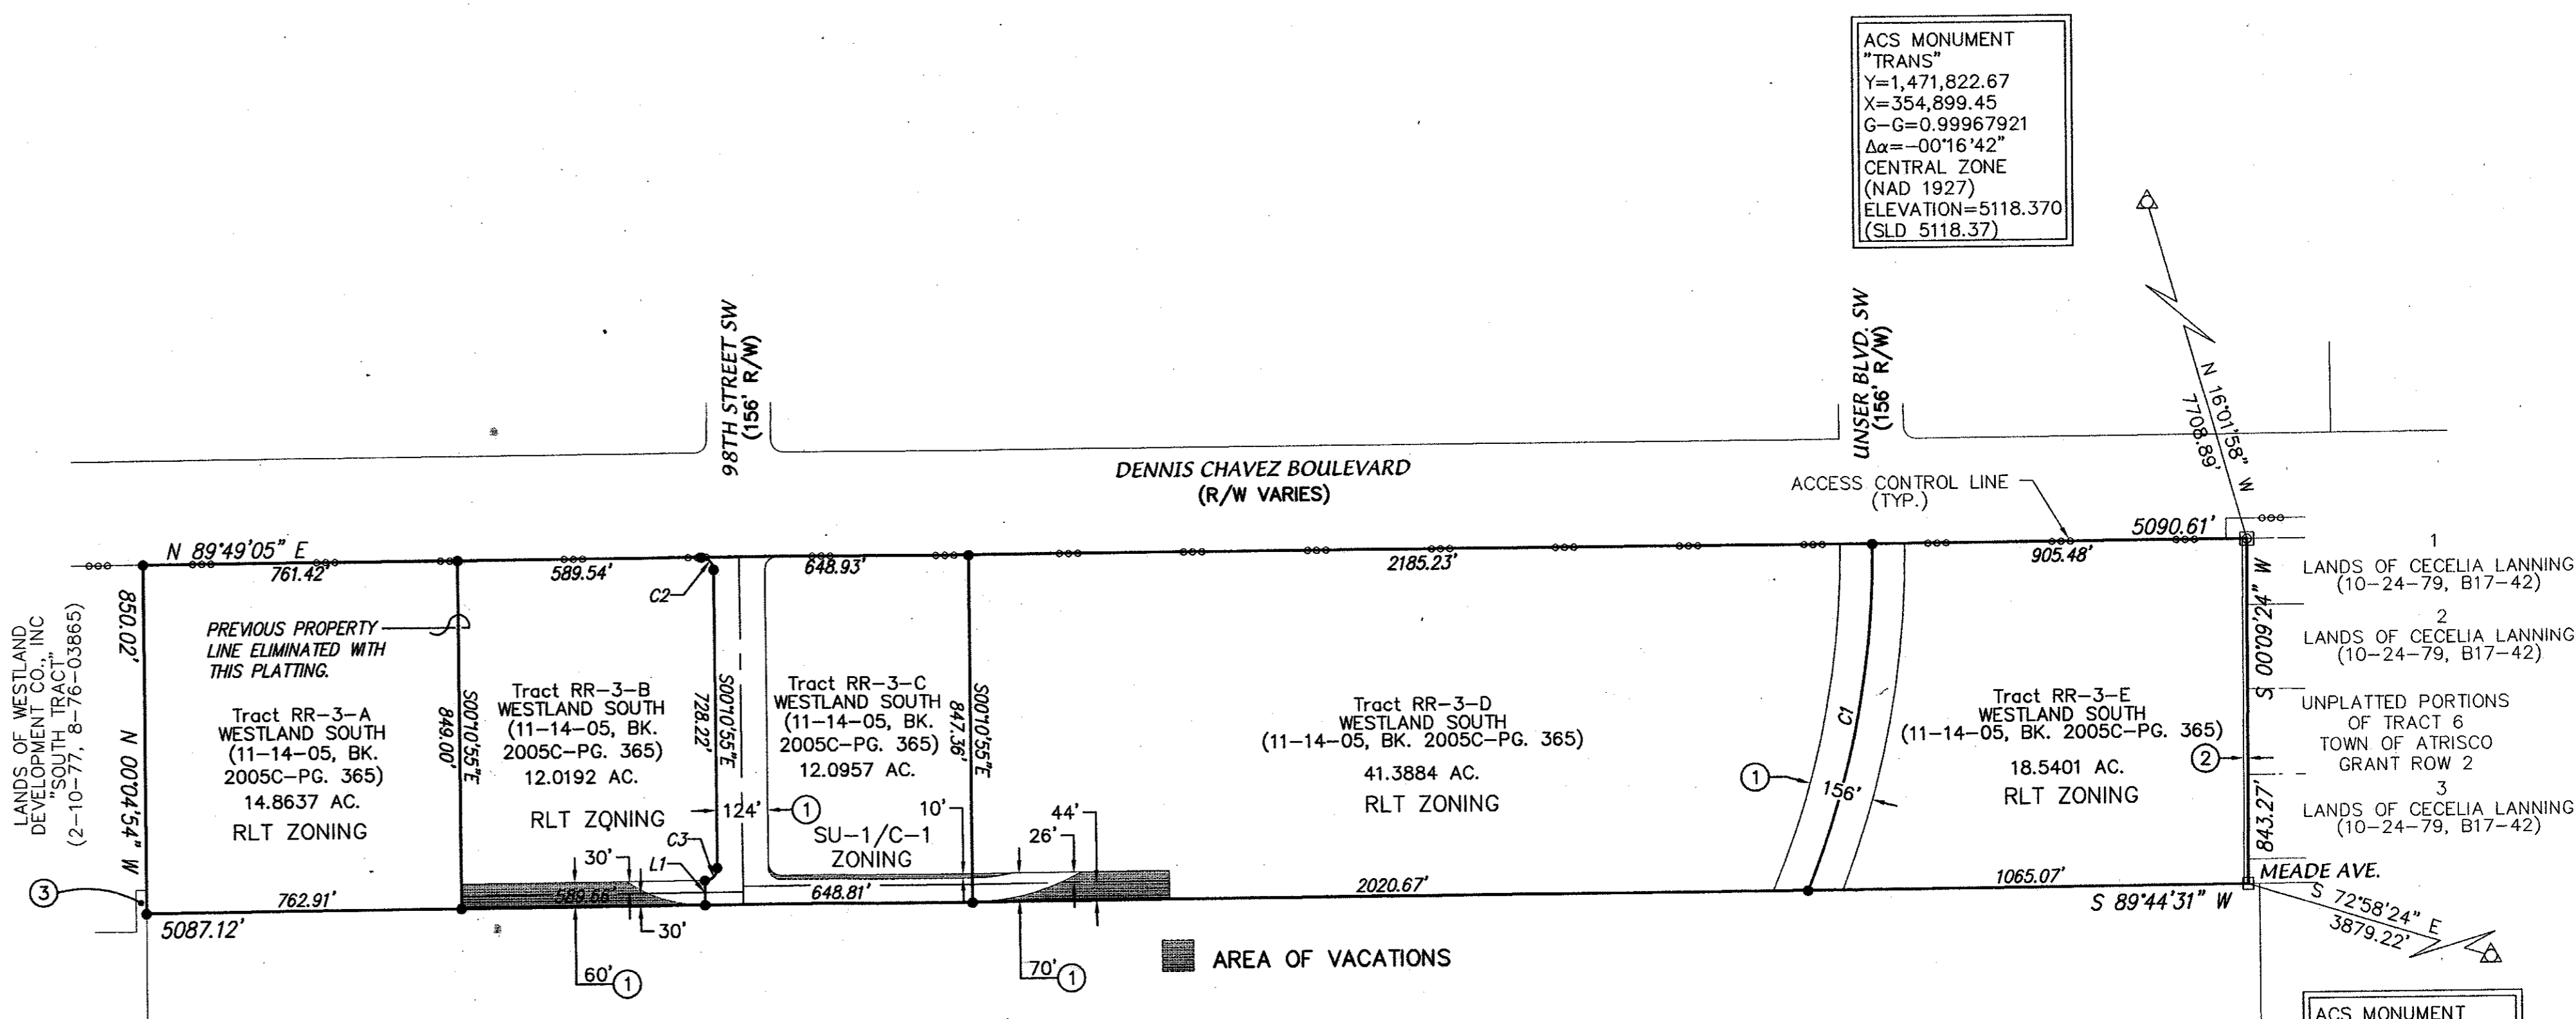 ACS MONUMENT
"TRANS"
Y=1,471,822.67
X=354,899.45
G-G=0.99967921
Δα=-00°16'42"
CENTRAL ZONE
(NAD 1927)
ELEVATION=5118.370
(SLD 5118.37)
98TH STREET SW
(156' R/W)
UNSER BLVD. SW
(156' R/W)
N 16°01'58" W
7708.89'
DENNIS CHAVEZ BOULEVARD
(R/W VARIES)
ACCESS CONTROL LINE
(TYP.)
5090.61'
N 89°49'05" E
761.42'
589.54'
648.93'
2185.23'
905.48'
C2
LANDS OF WESTLAND
DEVELOPMENT CO., INC
"SOUTH TRACT"
(2-10-77, 8-76-03865)
850.02'
N 00°04'54" W
PREVIOUS PROPERTY
LINE ELIMINATED WITH
THIS PLATTING.
Tract RR-3-A
WESTLAND SOUTH
(11-14-05, BK.
2005C-PG. 365)
14.8637 AC.
RLT ZONING
S00°10'55"E
849.00'
Tract RR-3-B
WESTLAND SOUTH
(11-14-05, BK.
2005C-PG. 365)
12.0192 AC.
RLT ZONING
S00°10'55"E
728.22'
124'
1
Tract RR-3-C
WESTLAND SOUTH
(11-14-05, BK.
2005C-PG. 365)
12.0957 AC.
SU-1/C-1
ZONING
S00°10'55"E
847.36'
Tract RR-3-D
WESTLAND SOUTH
(11-14-05, BK. 2005C-PG. 365)
41.3884 AC.
RLT ZONING
C1
1
156'
Tract RR-3-E
WESTLAND SOUTH
(11-14-05, BK. 2005C-PG. 365)
18.5401 AC.
RLT ZONING
2
S 00°09'24" W
843.27'
1
LANDS OF CECELIA LANNING
(10-24-79, B17-42)
2
LANDS OF CECELIA LANNING
(10-24-79, B17-42)
UNPLATTED PORTIONS
OF TRACT 6
TOWN OF ATRISCO
GRANT ROW 2
3
LANDS OF CECELIA LANNING
(10-24-79, B17-42)
MEADE AVE.
C3
L1
30'
10'
26'
44'
3
762.91'
589.66'
648.81'
2020.67'
1065.07'
5087.12'
S 89°44'31" W
30'
60'
1
70'
1
AREA OF VACATIONS
S 72°58'24" E
3879.22'
ACS MONUMENT